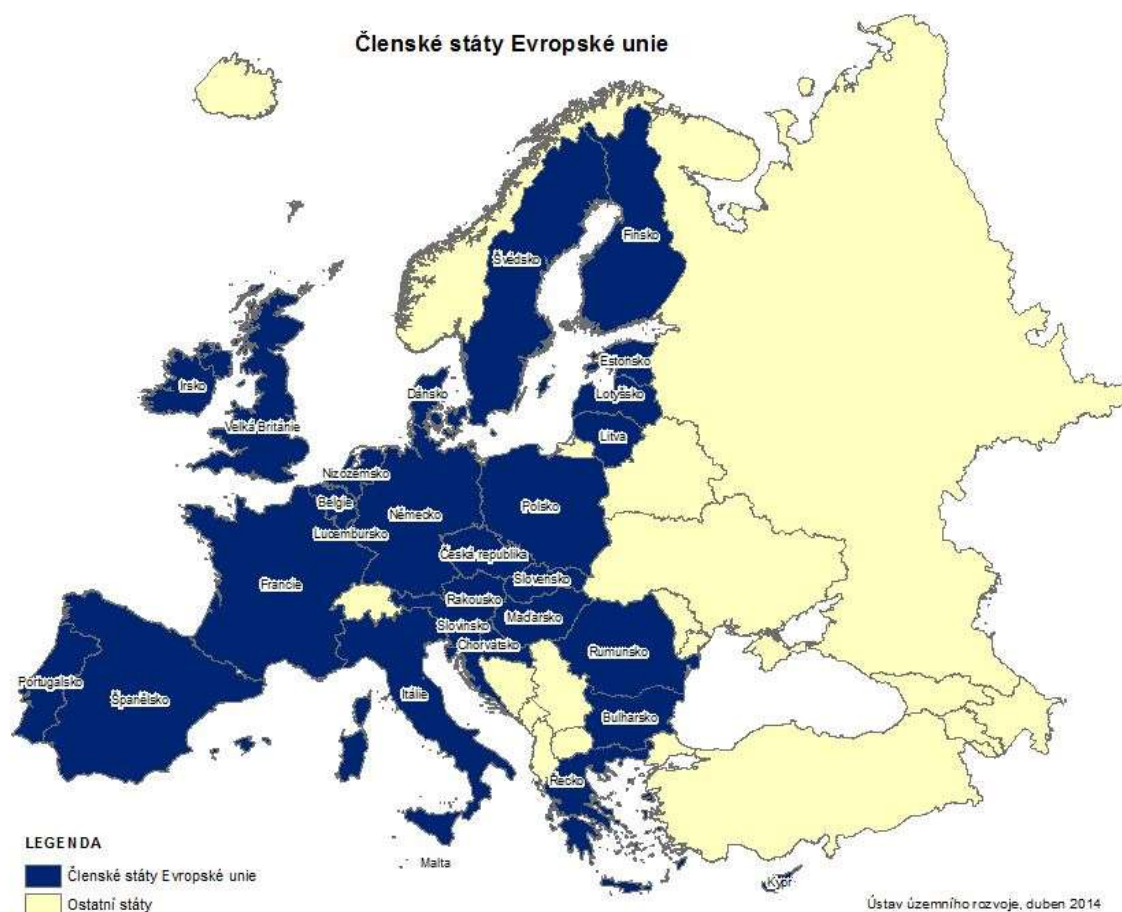 Členské státy Evropské unie
Finsko
Švédsko
Estonsko
Irsko
Dánsko
Lotyšsko
Velká Británie
Litva
Nizozemsko
Belgie
Německo
Polsko
Lucembursko
Česká republika
Slovensko
Francie
Rakousko
Maďarsko
Slovinsko
Chorvatsko
Rumunsko
Portugalsko
Španělsko
Itálie
Bulharsko
Řecko
Malta
Kypr
LEGENDA
Členské státy Evropské unie
Ostatní státy
Ústav územního rozvoje, duben 2014